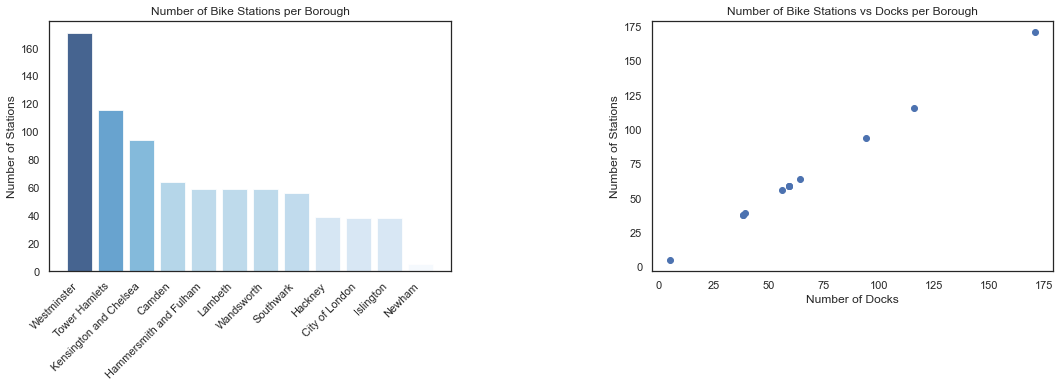 Number of Bike Stations per Borough
Number of Stations
160
140
120
100
80
60
40
20
0
Westminster
Tower Hamlets
Kensington and Chelsea
Camden
Hammersmith and Fulham
Lambeth
Wandsworth
Southwark
Hackney
City of London
Islington
Newham
Number of Bike Stations vs Docks per Borough
Number of Stations
175
150
125
100
75
50
25
0
0 25 50 75 100 125 150 175
Number of Docks